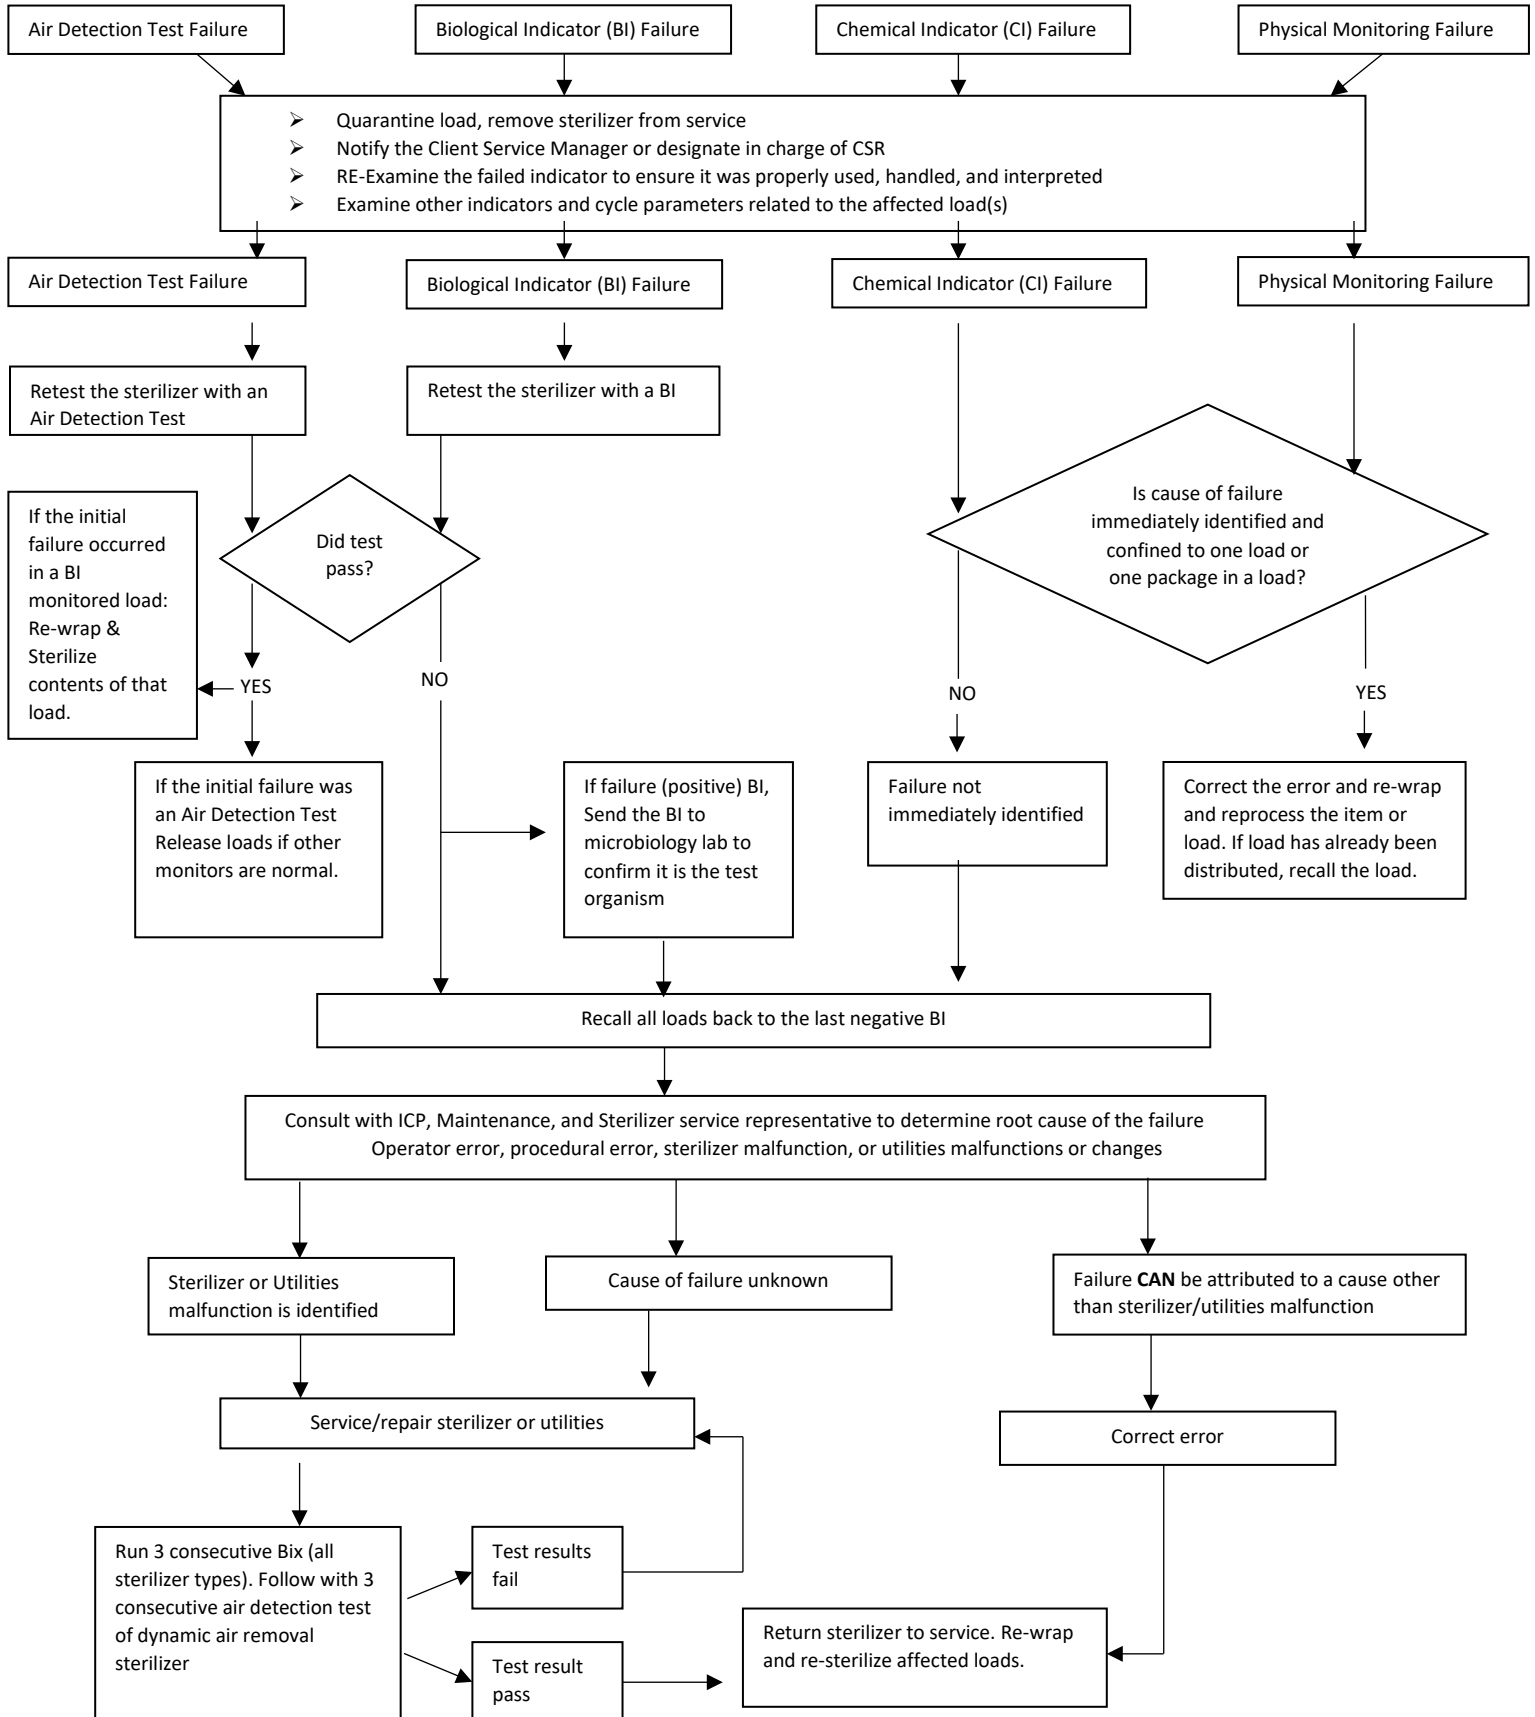 Air Detection Test Failure
Biological Indicator (BI) Failure
Chemical Indicator (CI) Failure
Physical Monitoring Failure
➢ Quarantine load, remove sterilizer from service
➢ Notify the Client Service Manager or designate in charge of CSR
➢ RE-Examine the failed indicator to ensure it was properly used, handled, and interpreted
➢ Examine other indicators and cycle parameters related to the affected load(s)
Air Detection Test Failure
Biological Indicator (BI) Failure
Chemical Indicator (CI) Failure
Physical Monitoring Failure
Retest the sterilizer with an
Air Detection Test
Retest the sterilizer with a BI
If the initial
failure occurred
in a BI
monitored load:
Re-wrap &
Sterilize
contents of that
load.
Did test
pass?
Is cause of failure
immediately identified and
confined to one load or
one package in a load?
YES
NO
NO
YES
If the initial failure was
an Air Detection Test
Release loads if other
monitors are normal.
If failure (positive) BI,
Send the BI to
microbiology lab to
confirm it is the test
organism
Failure not
immediately identified
Correct the error and re-wrap
and reprocess the item or
load. If load has already been
distributed, recall the load.
Recall all loads back to the last negative BI
Consult with ICP, Maintenance, and Sterilizer service representative to determine root cause of the failure
Operator error, procedural error, sterilizer malfunction, or utilities malfunctions or changes
Sterilizer or Utilities
malfunction is identified
Cause of failure unknown
Failure CAN be attributed to a cause other
than sterilizer/utilities malfunction
Service/repair sterilizer or utilities
Correct error
Run 3 consecutive Bix (all
sterilizer types). Follow with 3
consecutive air detection test
of dynamic air removal
sterilizer
Test results
fail
Test result
pass
Return sterilizer to service. Re-wrap
and re-sterilize affected loads.